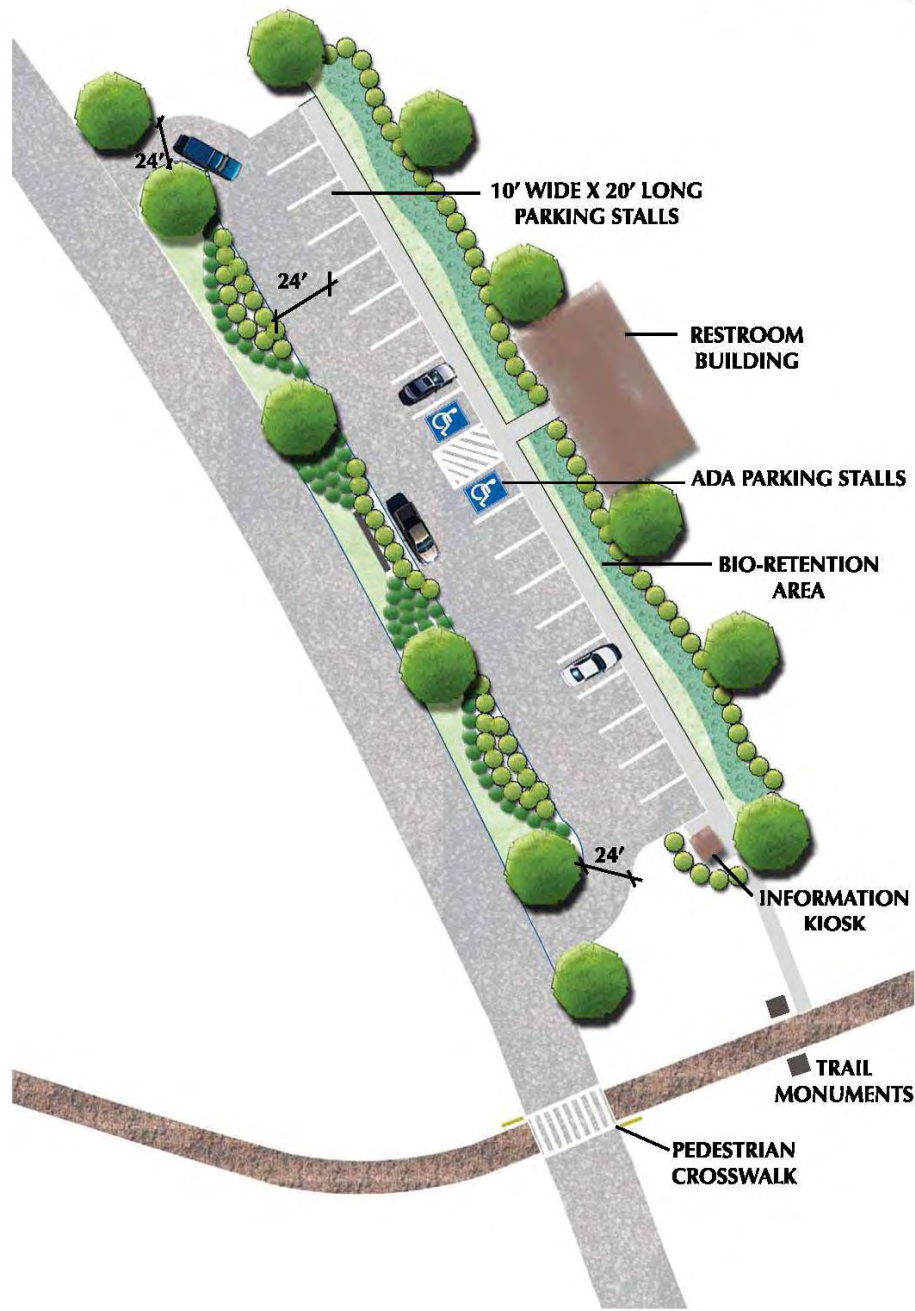 24'
10' WIDE X 20' LONG
PARKING STALLS
24'
RESTROOM
BUILDING
ADA PARKING STALLS
BIO-RETENTION
AREA
24'
INFORMATION
KIOSK
TRAIL
MONUMENTS
PEDESTRIAN
CROSSWALK